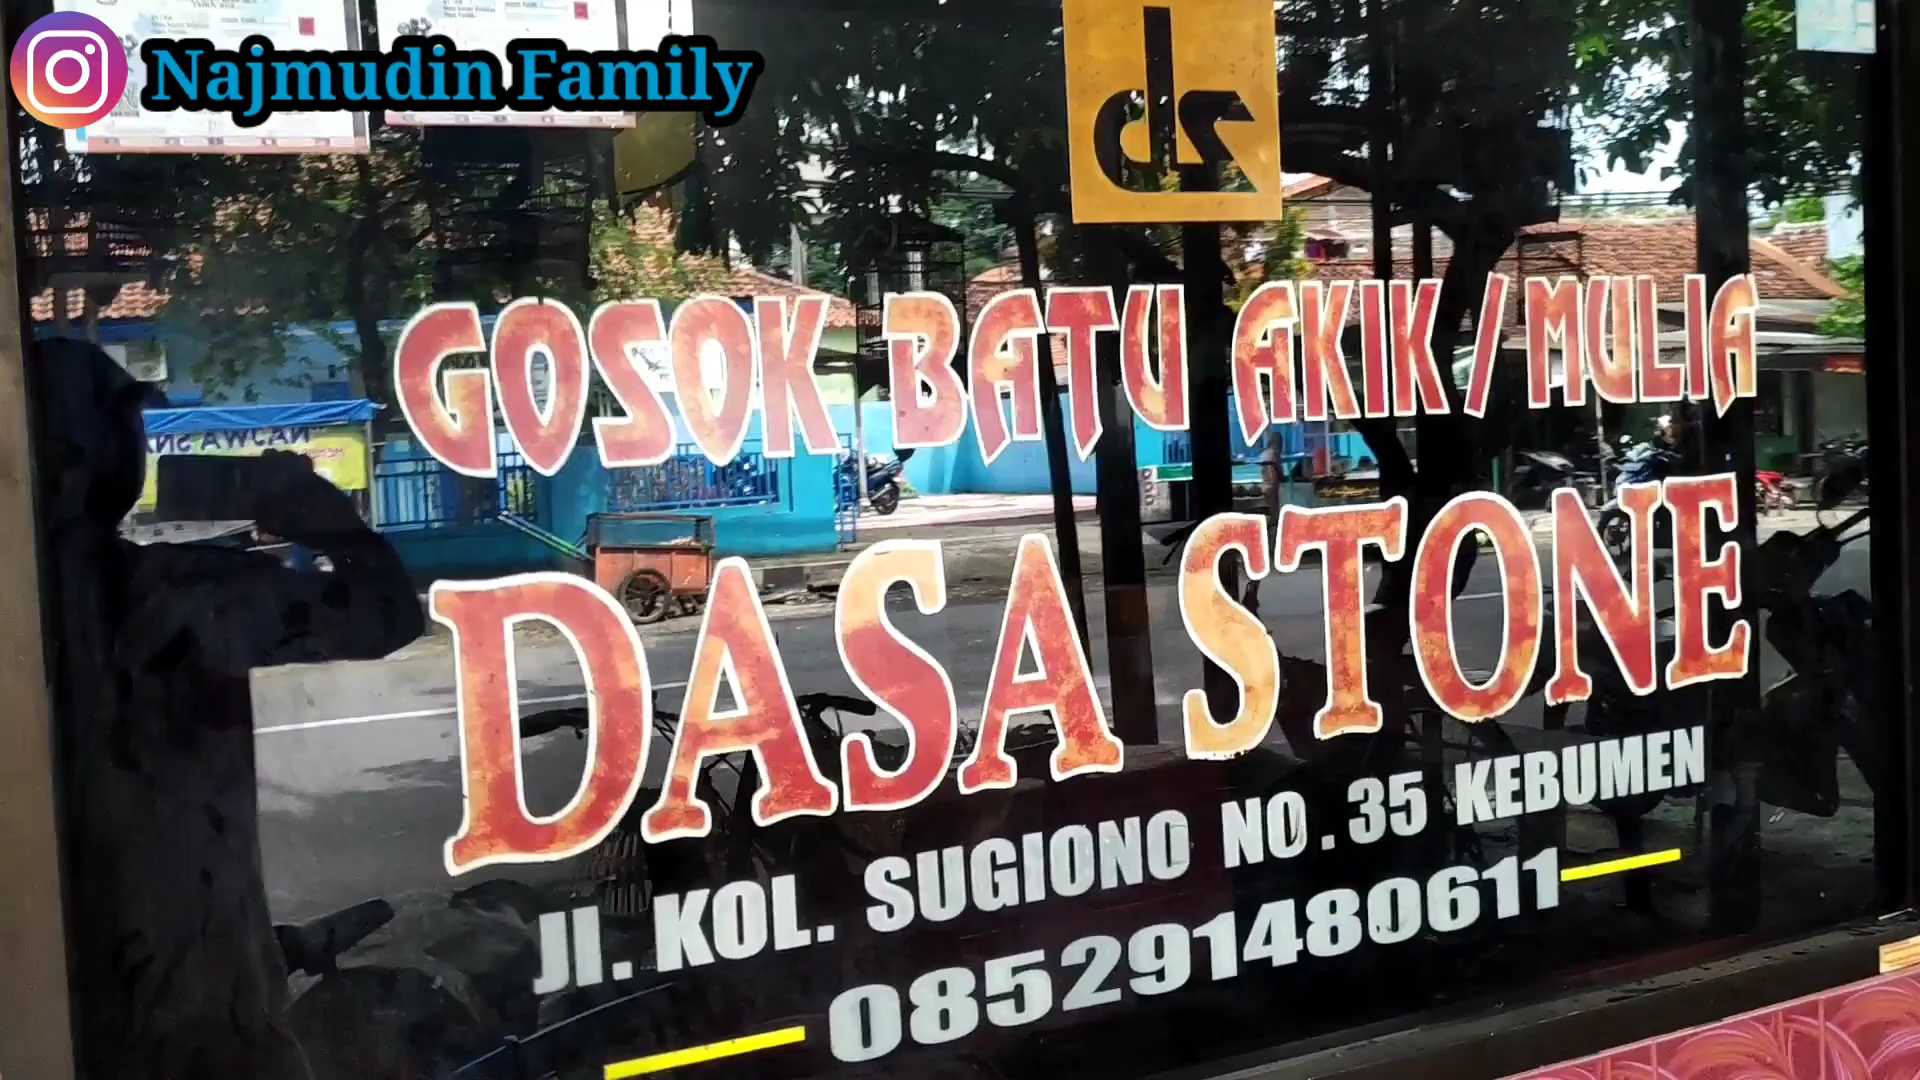 Najmudin Family
GOSOK BATU AKIK / MULIA
DASA STONE
Jl. KOL. SUGIONO NO. 35 KEBUMEN
085291480611